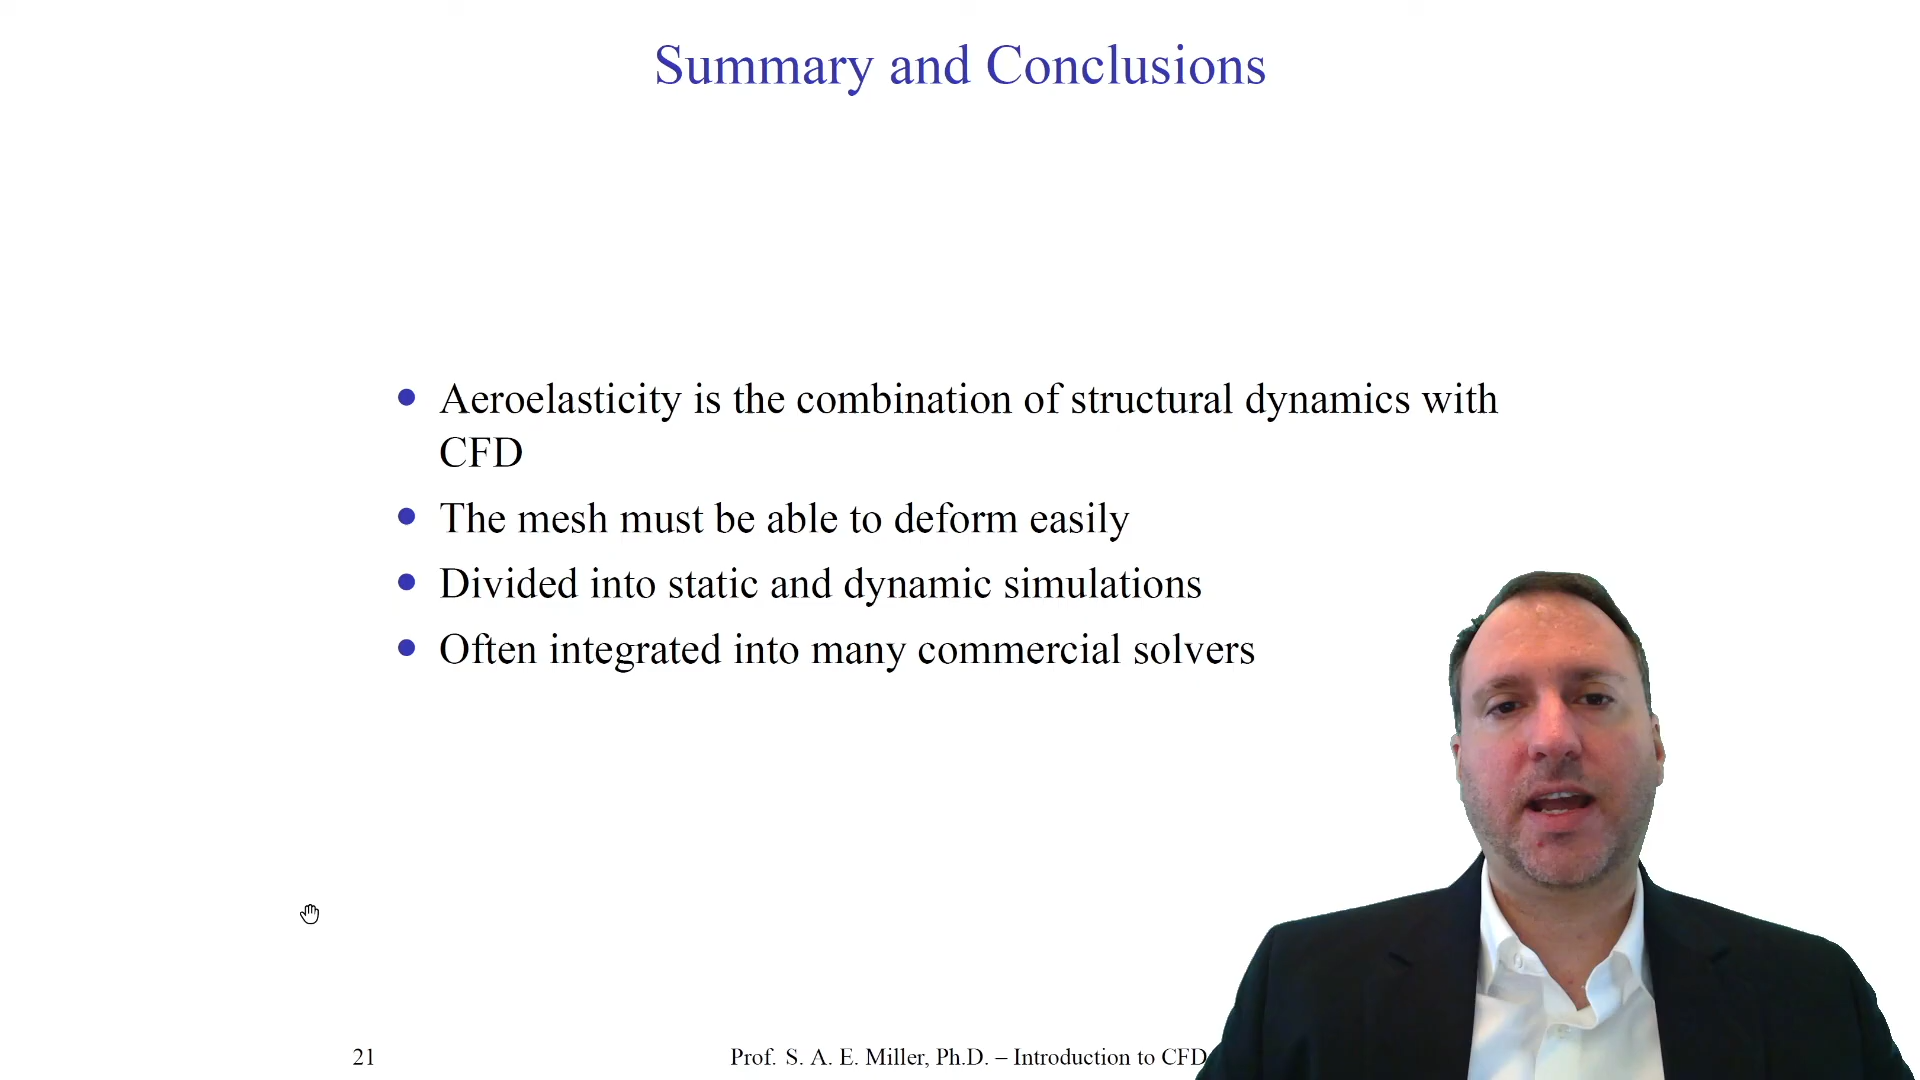 Summary and Conclusions
Aeroelasticity is the combination of structural dynamics with
CFD
The mesh must be able to deform easily
Divided into static and dynamic simulations
Often integrated into many commercial solvers
21
Prof. S. A. E. Miller, Ph.D. – Introduction to CFD